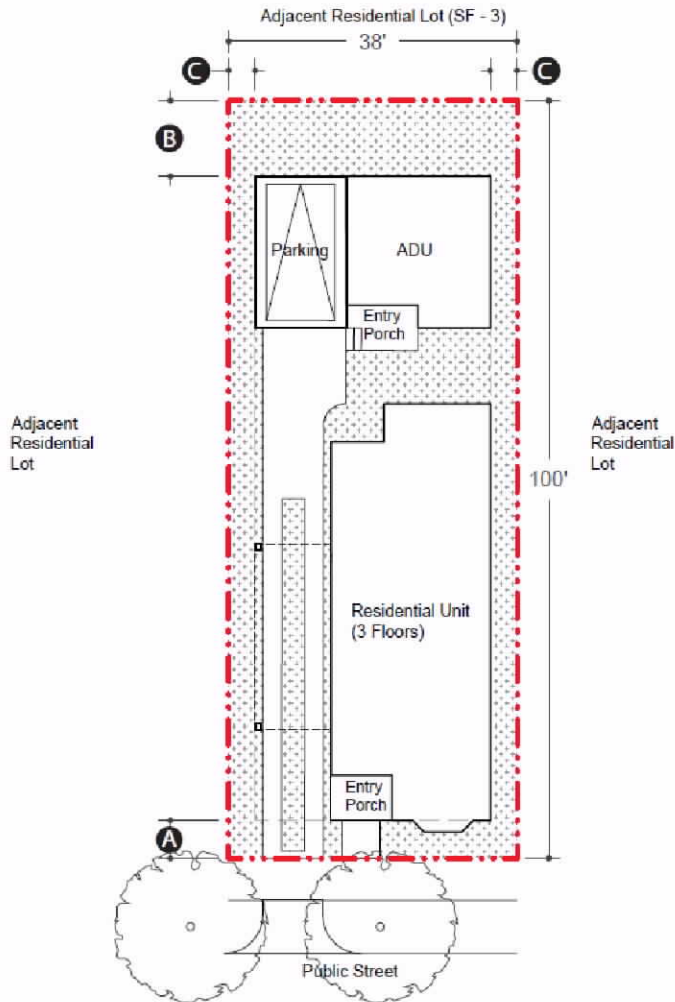 Adjacent Residential Lot (SF - 3)
38'
C
C
B
Parking
ADU
Entry
Porch
Adjacent
Residential
Lot
Adjacent
Residential
Lot
100'
Residential Unit
(3 Floors)
Entry
Porch
A
Public Street